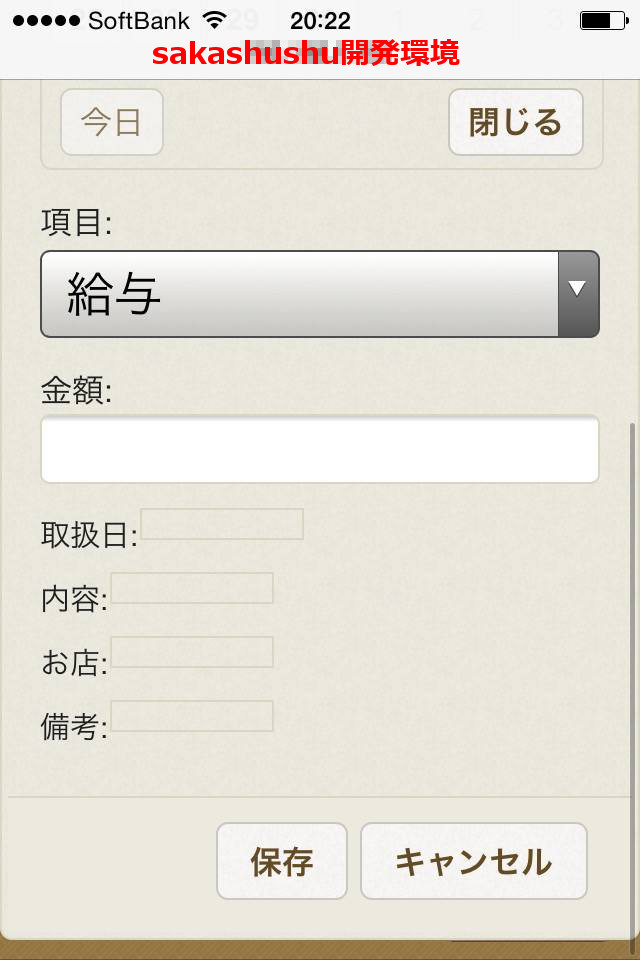 SoftBank 20:22
sakashushu開発環境
今日 閉じる
項目:
給与
金額:
取扱日:
内容:
お店:
備考:
保存 キャンセル